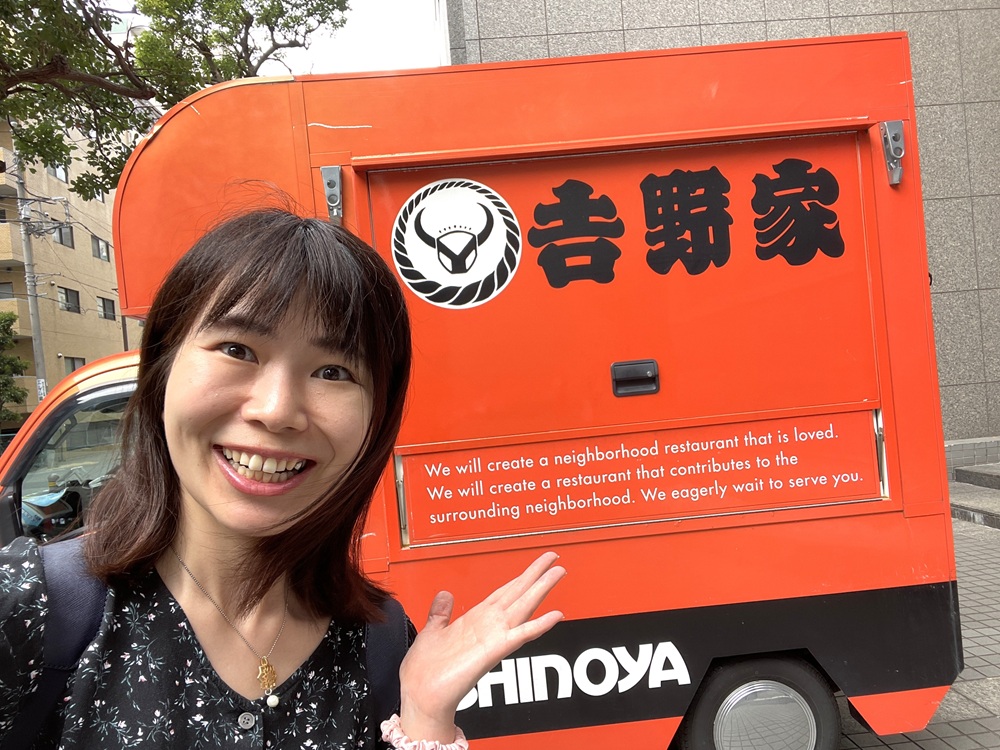 吉野家
We will create a neighborhood restaurant that is loved.
We will create a restaurant that contributes to the
surrounding neighborhood. We eagerly wait to serve you.
SHINOYA